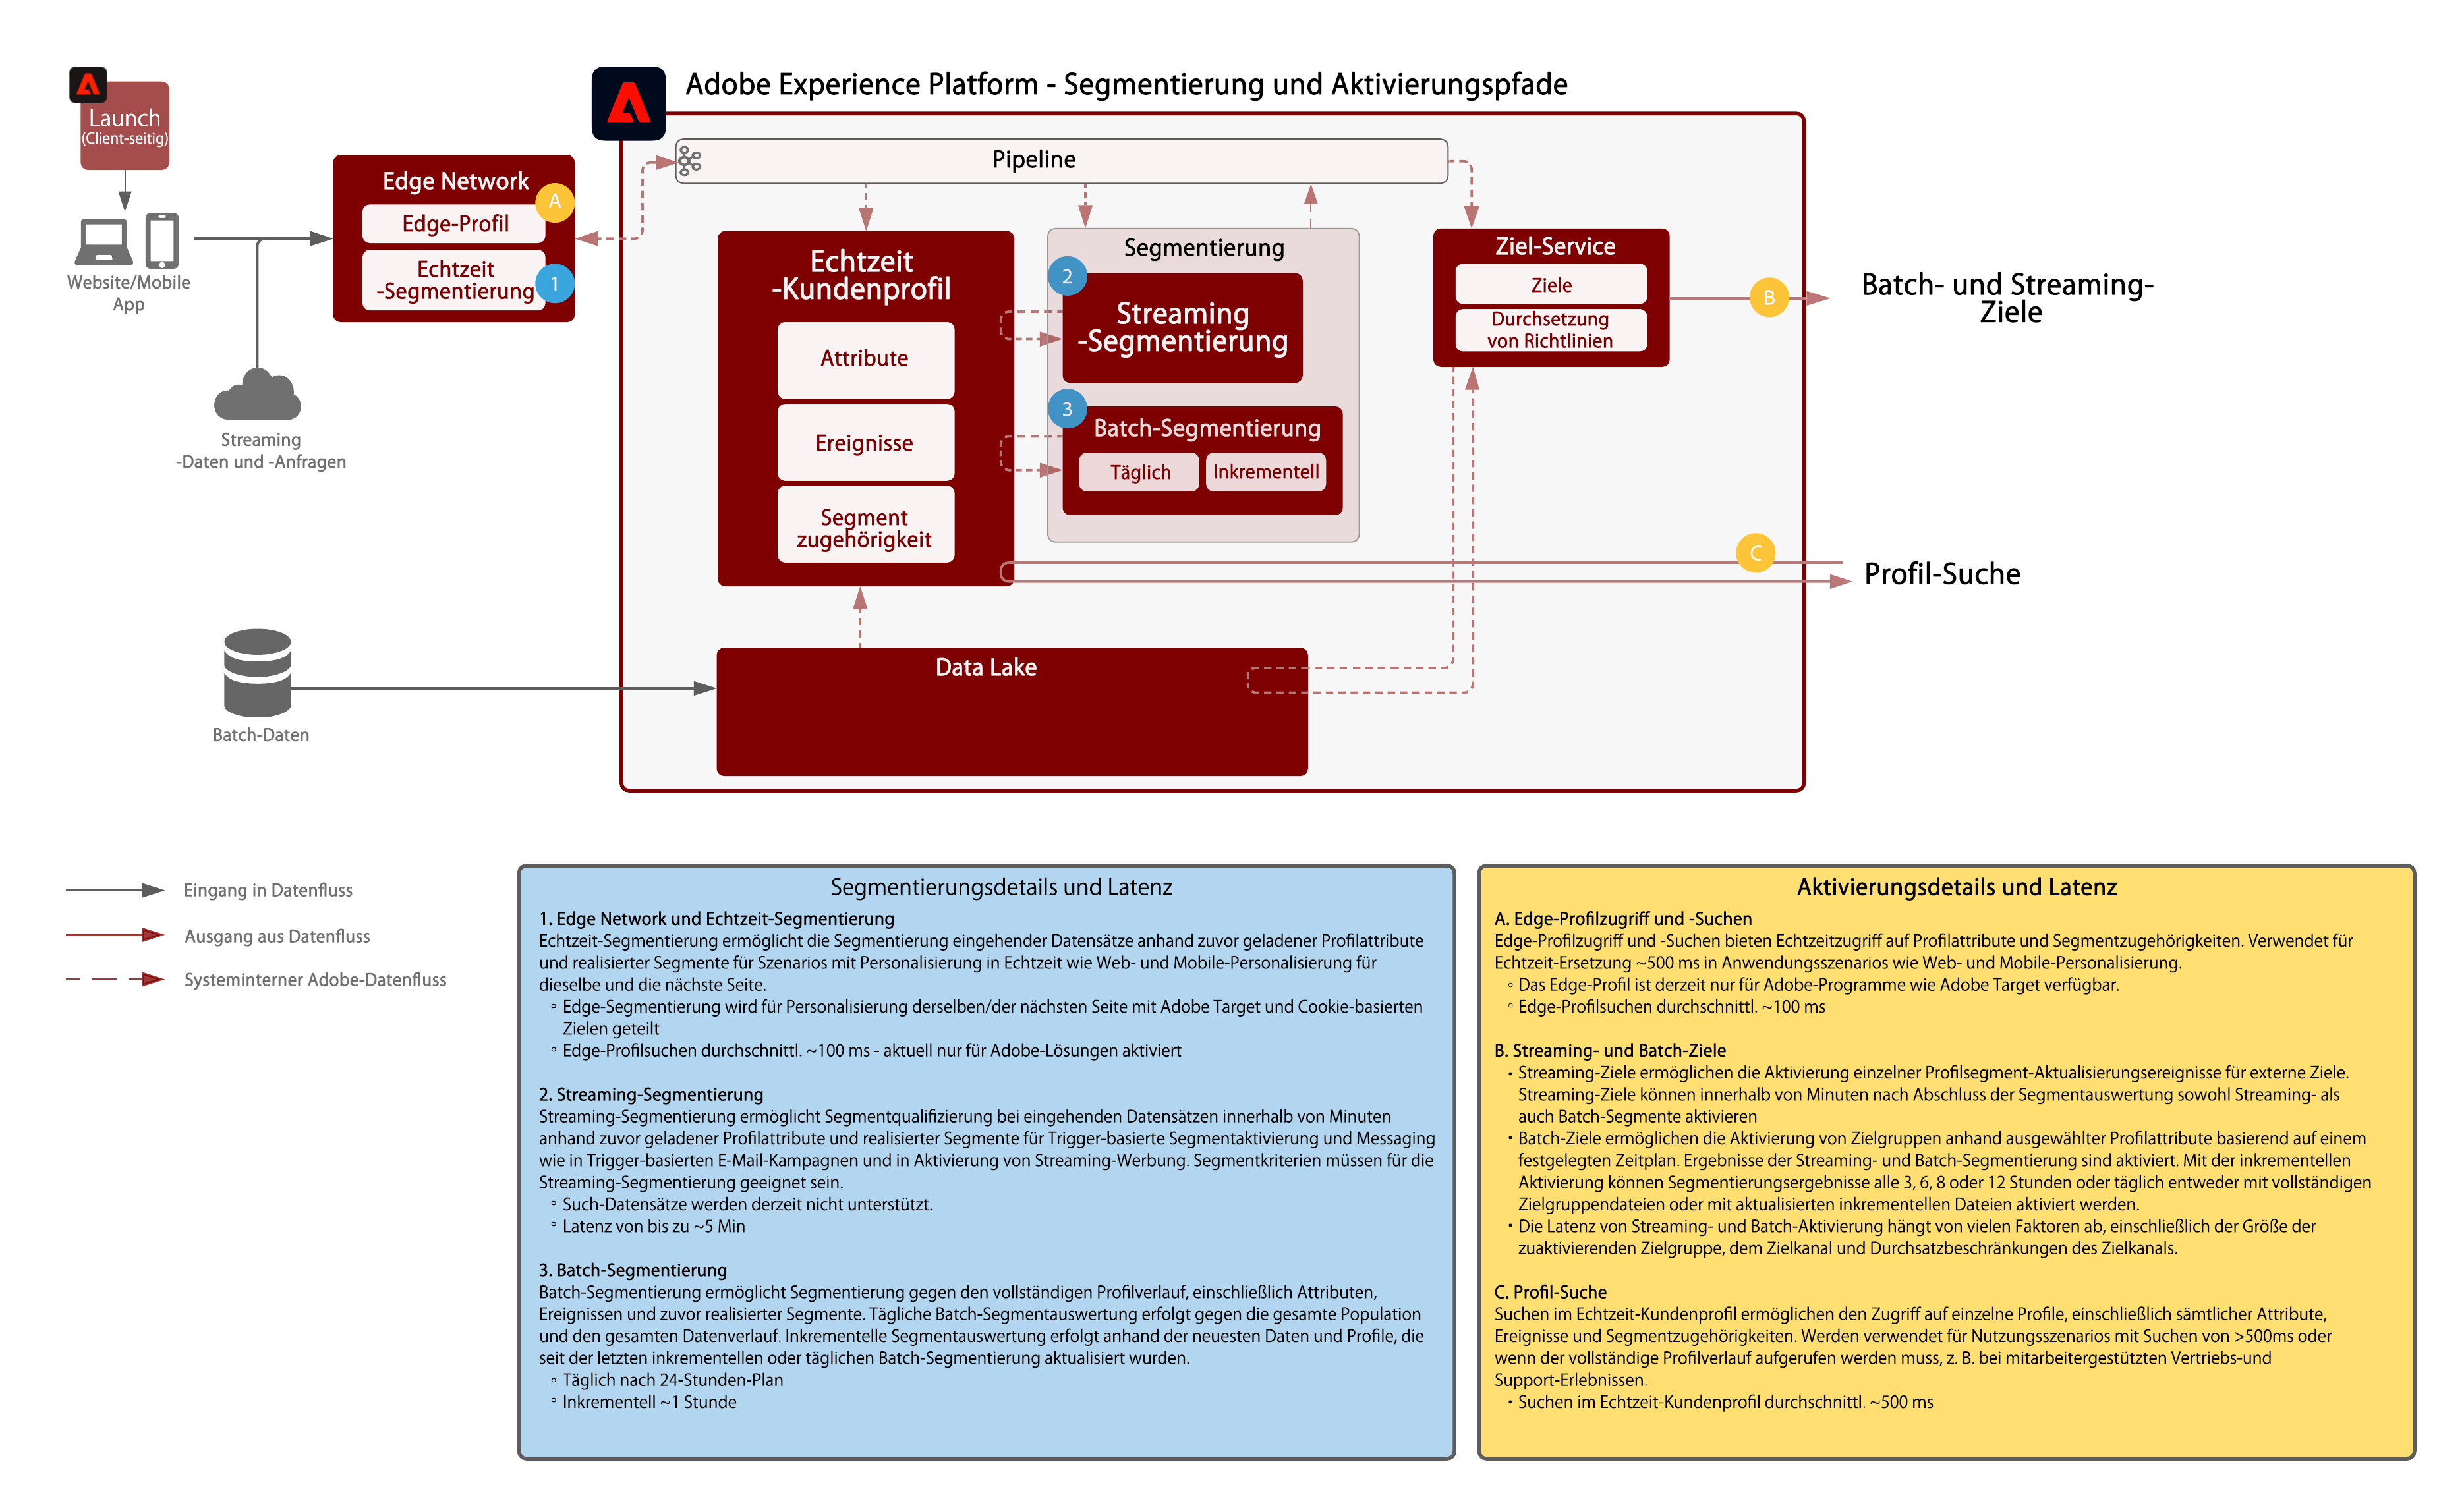 Adobe Experience Platform - Segmentierung und Aktivierungspfade
Launch
(Client-seitig)
Website/Mobile
App
Streaming
-Daten und -Anfragen
Batch-Daten
Edge Network
A
Edge-Profil
Echtzeit
-Segmentierung
1
Pipeline
Echtzeit
-Kundenprofil
Attribute
Ereignisse
Segment
zugehörigkeit
Segmentierung
2
Streaming
-Segmentierung
3
Batch-Segmentierung
Täglich
Inkrementell
Ziel-Service
Ziele
Durchsetzung
von Richtlinien
B
Batch- und Streaming-
Ziele
C
Profil-Suche
Data Lake
Eingang in Datenfluss
Ausgang aus Datenfluss
Systeminterner Adobe-Datenfluss
Segmentierungsdetails und Latenz
1. Edge Network und Echtzeit-Segmentierung
Echtzeit-Segmentierung ermöglicht die Segmentierung eingehender Datensätze anhand zuvor geladener Profilattribute
und realisierter Segmente für Szenarios mit Personalisierung in Echtzeit wie Web- und Mobile-Personalisierung für
dieselbe und die nächste Seite.
◦ Edge-Segmentierung wird für Personalisierung derselben/der nächsten Seite mit Adobe Target und Cookie-basierten
Zielen geteilt
◦ Edge-Profilsuchen durchschnittl. ~100 ms - aktuell nur für Adobe-Lösungen aktiviert
2. Streaming-Segmentierung
Streaming-Segmentierung ermöglicht Segmentqualifizierung bei eingehenden Datensätzen innerhalb von Minuten
anhand zuvor geladener Profilattribute und realisierter Segmente für Trigger-basierte Segmentaktivierung und Messaging
wie in Trigger-basierten E-Mail-Kampagnen und in Aktivierung von Streaming-Werbung. Segmentkriterien müssen für die
Streaming-Segmentierung geeignet sein.
◦ Such-Datensätze werden derzeit nicht unterstützt.
◦ Latenz von bis zu ~5 Min
3. Batch-Segmentierung
Batch-Segmentierung ermöglicht Segmentierung gegen den vollständigen Profilverlauf, einschließlich Attributen,
Ereignissen und zuvor realisierter Segmente. Tägliche Batch-Segmentauswertung erfolgt gegen die gesamte Population
und den gesamten Datenverlauf. Inkrementelle Segmentauswertung erfolgt anhand der neuesten Daten und Profile, die
seit der letzten inkrementellen oder täglichen Batch-Segmentierung aktualisiert wurden.
◦ Täglich nach 24-Stunden-Plan
◦ Inkrementell ~1 Stunde
Aktivierungsdetails und Latenz
A. Edge-Profilzugriff und -Suchen
Edge-Profilzugriff und -Suchen bieten Echtzeitzugriff auf Profilattribute und Segmentzugehörigkeiten. Verwendet für
Echtzeit-Ersetzung ~500 ms in Anwendungsszenarios wie Web- und Mobile-Personalisierung.
◦ Das Edge-Profil ist derzeit nur für Adobe-Programme wie Adobe Target verfügbar.
◦ Edge-Profilsuchen durchschnittl. ~100 ms
B. Streaming- und Batch-Ziele
• Streaming-Ziele ermöglichen die Aktivierung einzelner Profilsegment-Aktualisierungsereignisse für externe Ziele.
Streaming-Ziele können innerhalb von Minuten nach Abschluss der Segmentauswertung sowohl Streaming- als
auch Batch-Segmente aktivieren
• Batch-Ziele ermöglichen die Aktivierung von Zielgruppen anhand ausgewählter Profilattribute basierend auf einem
festgelegten Zeitplan. Ergebnisse der Streaming- und Batch-Segmentierung sind aktiviert. Mit der inkrementellen
Aktivierung können Segmentierungsergebnisse alle 3, 6, 8 oder 12 Stunden oder täglich entweder mit vollständigen
Zielgruppendateien oder mit aktualisierten inkrementellen Dateien aktiviert werden.
• Die Latenz von Streaming- und Batch-Aktivierung hängt von vielen Faktoren ab, einschließlich der Größe der
zuaktivierenden Zielgruppe, dem Zielkanal und Durchsatzbeschränkungen des Zielkanals.
C. Profil-Suche
Suchen im Echtzeit-Kundenprofil ermöglichen den Zugriff auf einzelne Profile, einschließlich sämtlicher Attribute,
Ereignisse und Segmentzugehörigkeiten. Werden verwendet für Nutzungsszenarios mit Suchen von >500ms oder
wenn der vollständige Profilverlauf aufgerufen werden muss, z. B. bei mitarbeitergestützten Vertriebs-und
Support-Erlebnissen.
• Suchen im Echtzeit-Kundenprofil durchschnittl. ~500 ms